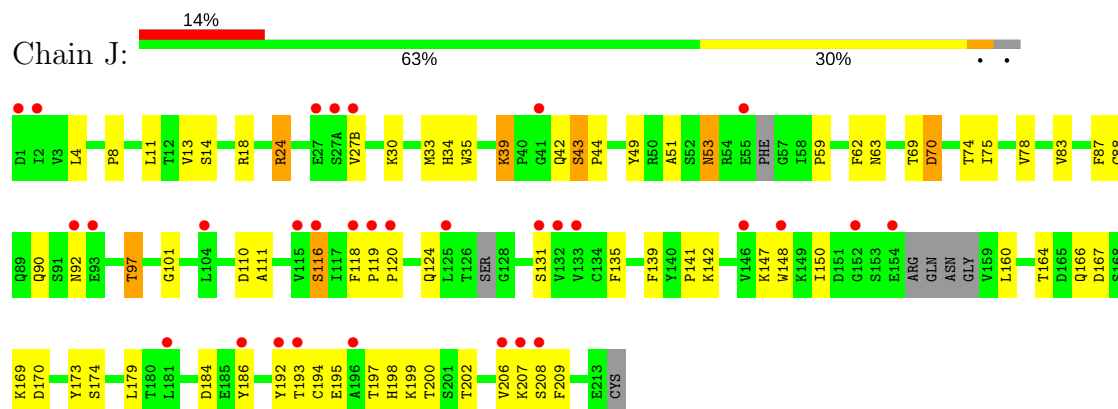 14%
Chain J:
63% 30% • •
D1 I2 V3 L4 P8 L11 T12 V13 S14 R18 R24 E27 S27A V27B K30 M33 H34 W35 K39 P40 G41 Q42 S43 P44 Y49 R50 A51 S52 N53 R54 E55 PHE G57 I58 P59 F62 N63 T69 D70 T74 I75 V78 V83 F87 C88
Q89 Q90 S91 N92 E93 T97 G101 L104 D110 A111 V115 S116 I117 F118 P119 P120 Q124 L125 T126 SER G128 S131 V132 V133 C134 F135 F139 Y140 P141 K142 V146 K147 W148 K149 I150 D151 G152 S153 E154 ARG GLN ASN GLY V159 L160 T164 D165 Q166 D167 S168
K169 D170 Y173 S174 L179 T180 L181 D184 E185 Y186 Y192 T193 C194 E195 A196 T197 H198 K199 T200 S201 T202 V206 K207 S208 F209 E213 CYS